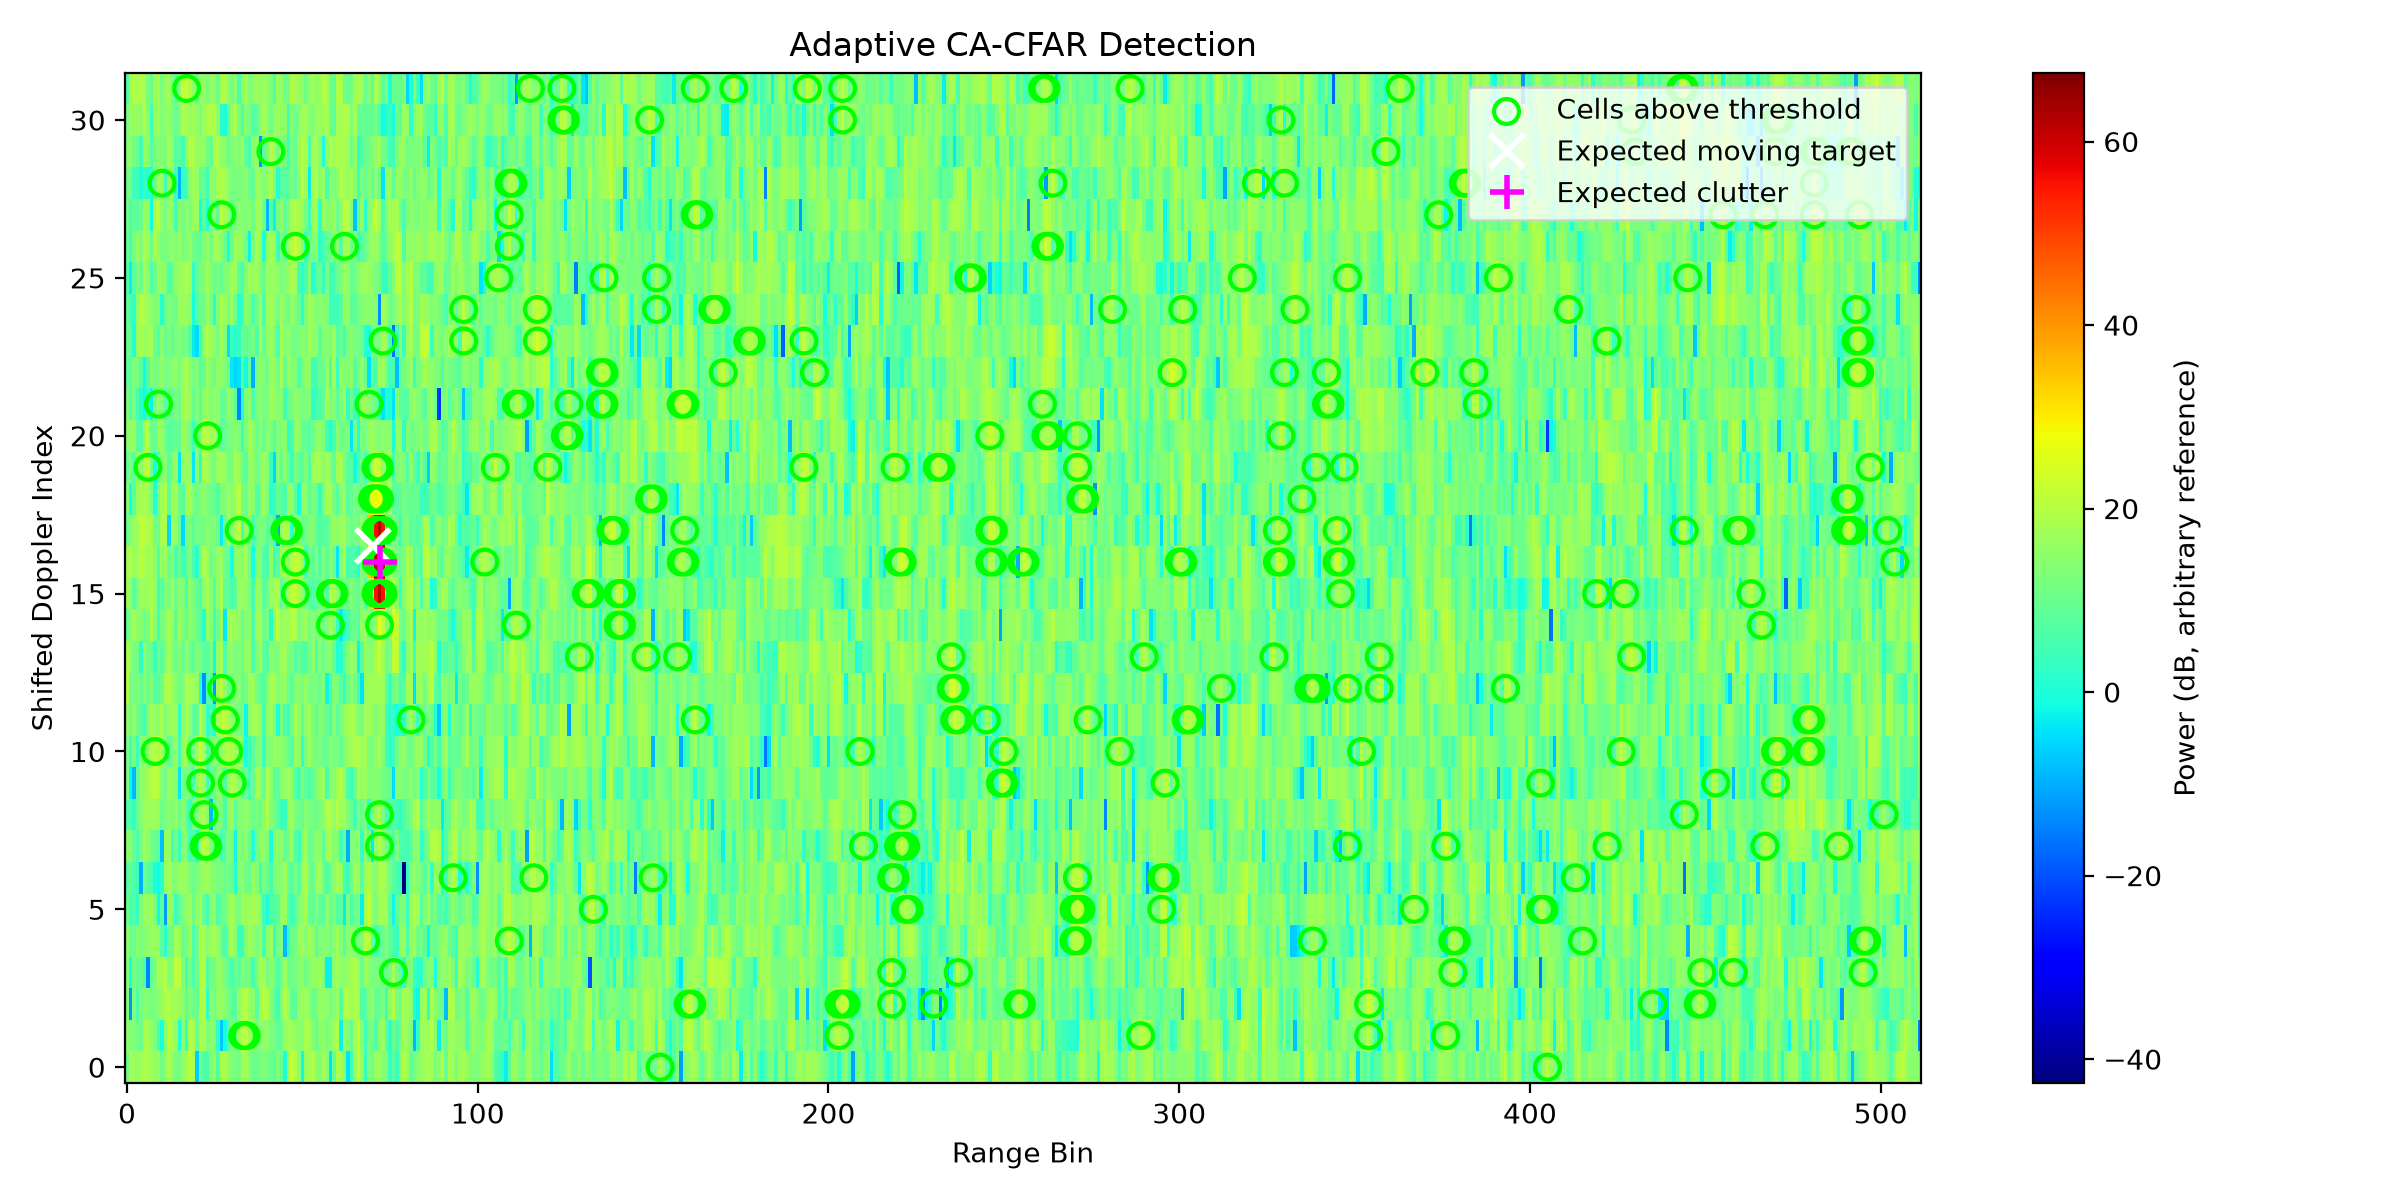 Adaptive CA-CFAR Detection
Cells above threshold
Expected moving target
Expected clutter
30
25
20
15
10
5
0
Shifted Doppler Index
0
100
200
300
400
500
Range Bin
60
40
20
0
−20
−40
Power (dB, arbitrary reference)